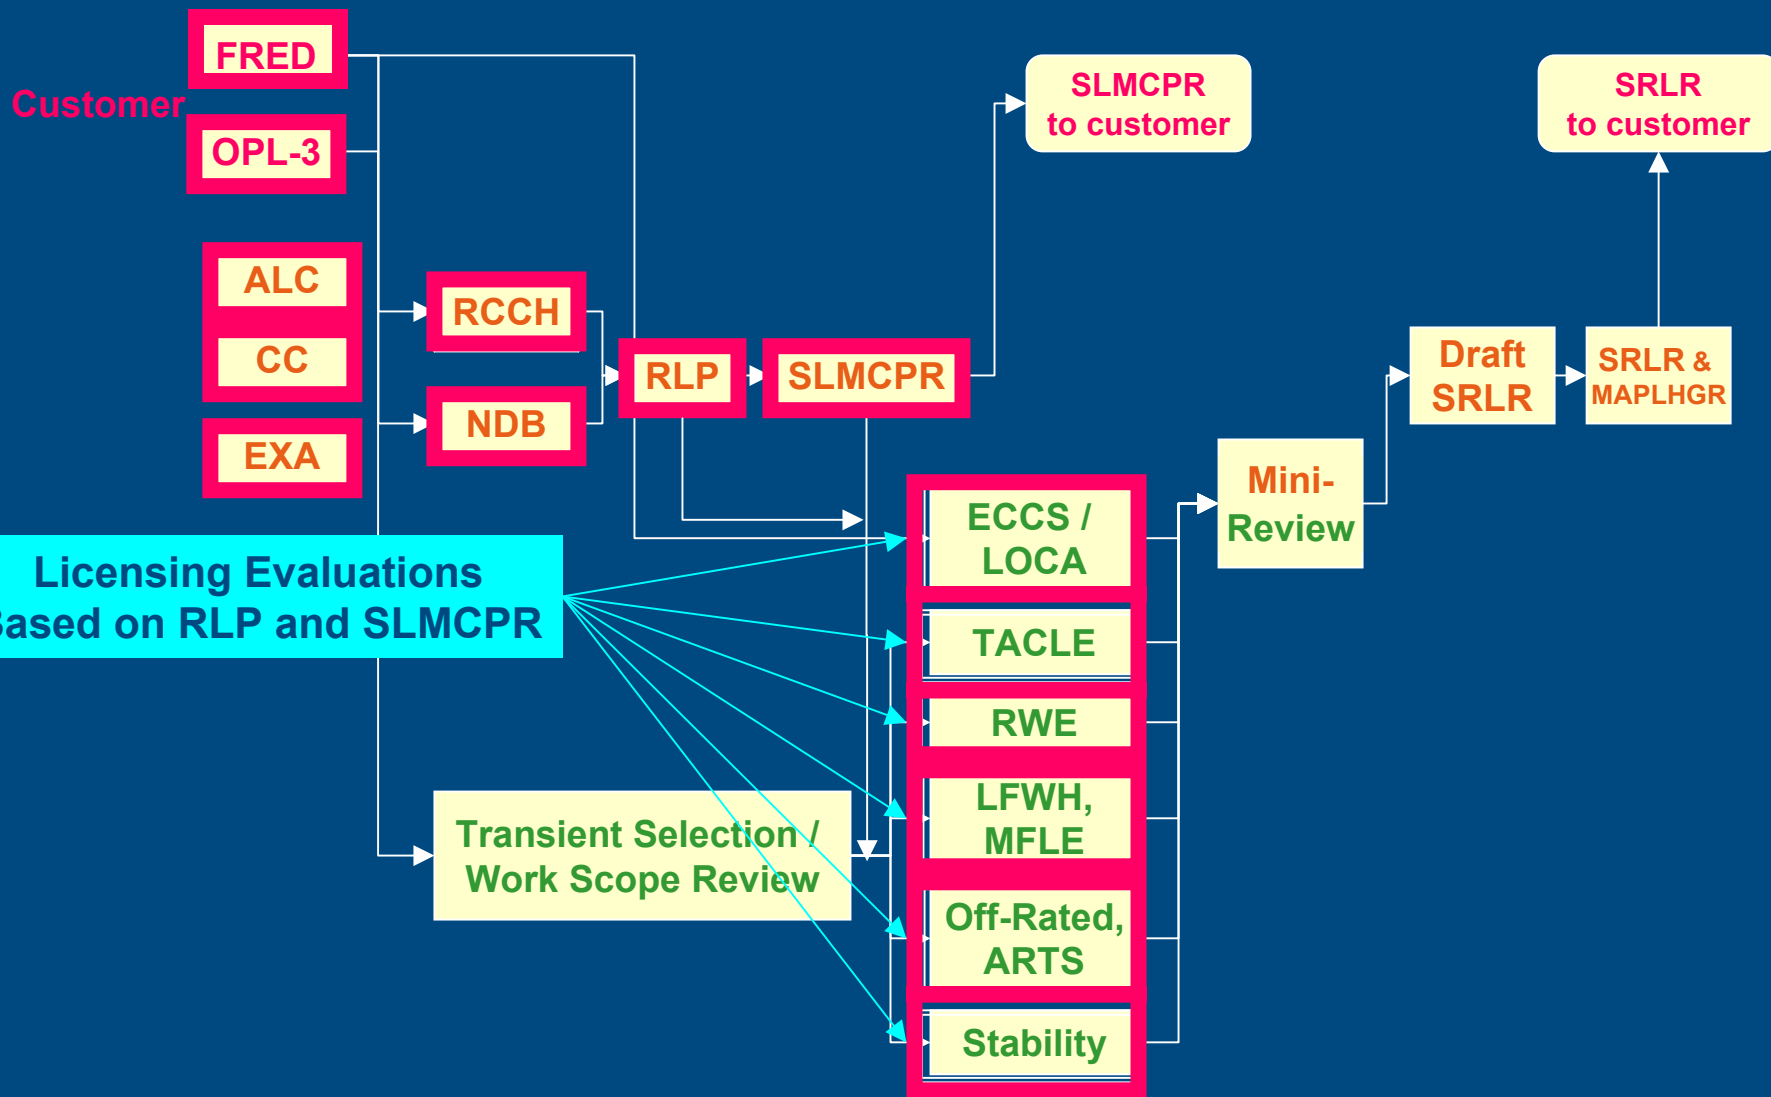 FRED
Customer
OPL-3
SLMCPR
to customer
SRLR
to customer
ALC
CC
EXA
RCCH
NDB
RLP
SLMCPR
Draft
SRLR
SRLR &
MAPLHGR
Mini-
Review
Licensing Evaluations
Based on RLP and SLMCPR
ECCS /
LOCA
TACLE
RWE
LFWH,
MFLE
Off-Rated,
ARTS
Stability
Transient Selection /
Work Scope Review